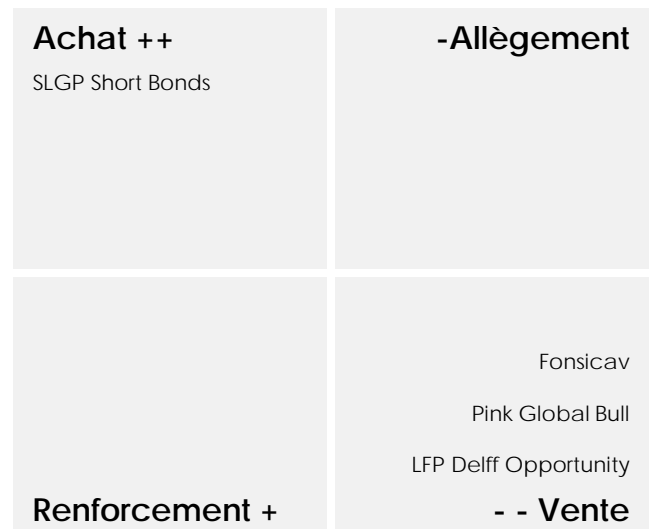 Achat ++
SLGP Short Bonds
-Allègement
Fonsicav
Pink Global Bull
LFP Delff Opportunity
Renforcement +
- - Vente